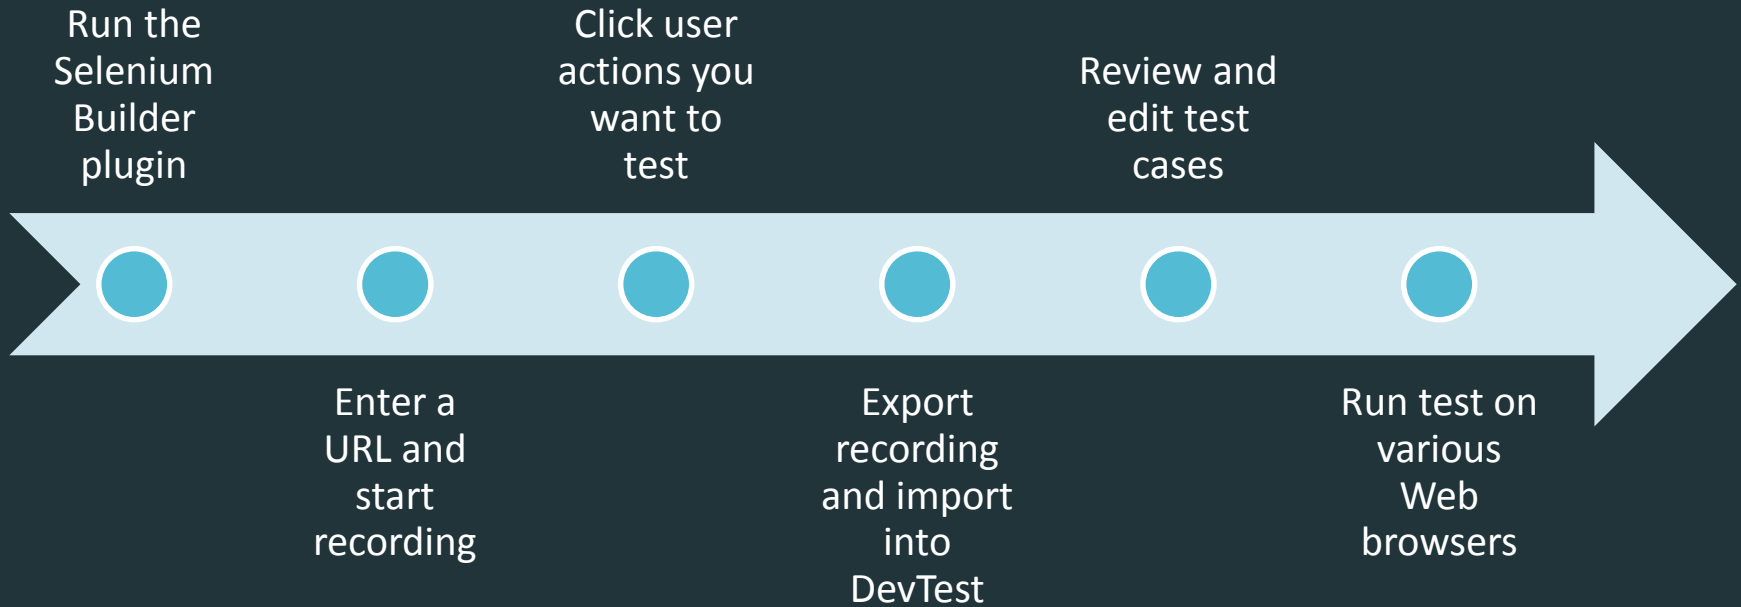 Run the
Selenium
Builder
plugin
Enter a
URL and
start
recording
Click user
actions you
want to
test
Export
recording
and import
into
DevTest
Review and
edit test
cases
Run test on
various
Web
browsers